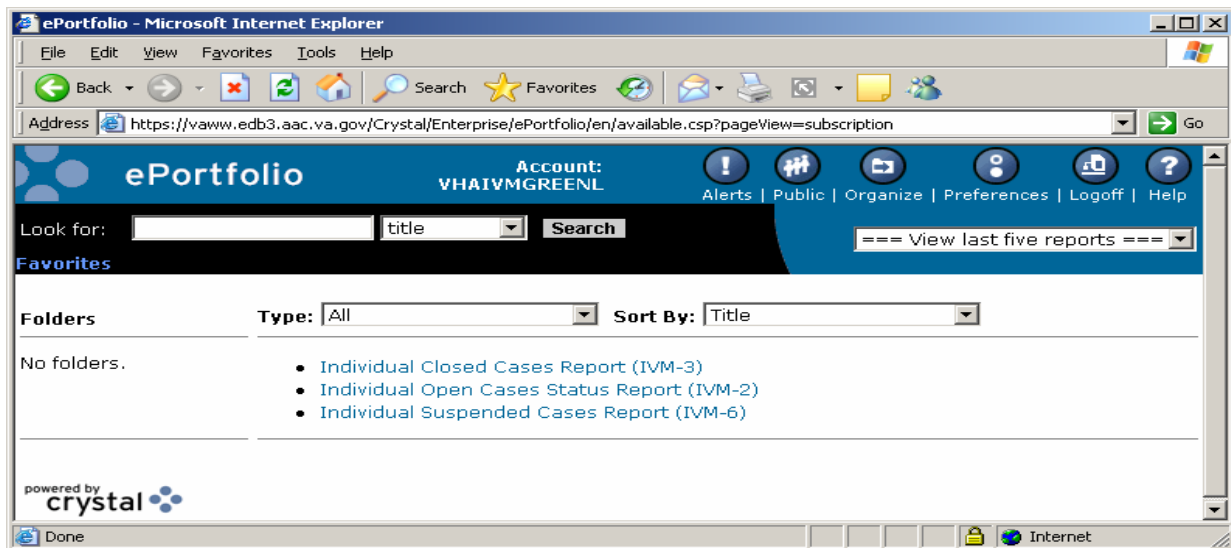 ePortfolio - Microsoft Internet Explorer
File Edit View Favorites Tools Help
Back Search Favorites
Address https://vaww.edb3.aac.va.gov/Crystal/Enterprise/ePortfolio/en/available.csp?pageView=subscription Go
ePortfolio
Account:
VHAIVMGREENL
Alerts | Public | Organize | Preferences | Logoff | Help
Look for: title Search
=== View last five reports ===
Favorites
Folders Type: All Sort By: Title
No folders.
• Individual Closed Cases Report (IVM-3)
• Individual Open Cases Status Report (IVM-2)
• Individual Suspended Cases Report (IVM-6)
powered by
crystal
Done Internet